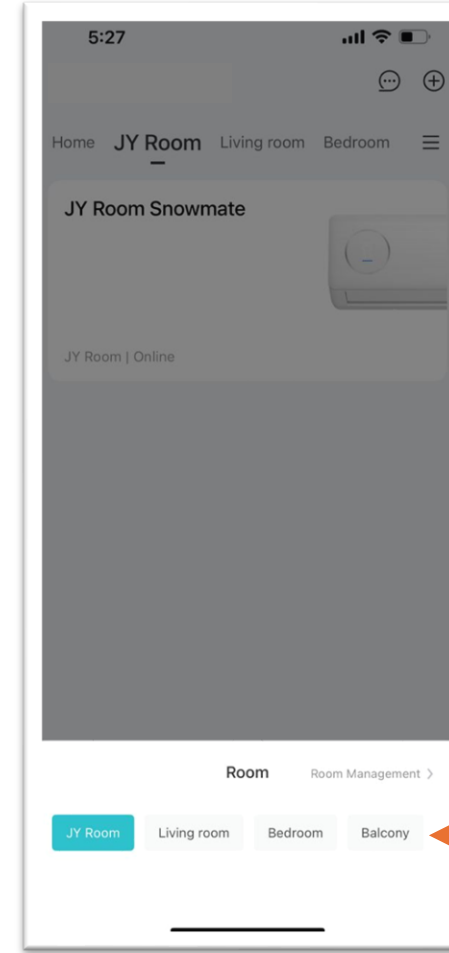 5:27
Home JY Room Living room Bedroom
JY Room Snowmate
JY Room | Online
Room Room Management >
JY Room Living room Bedroom Balcony